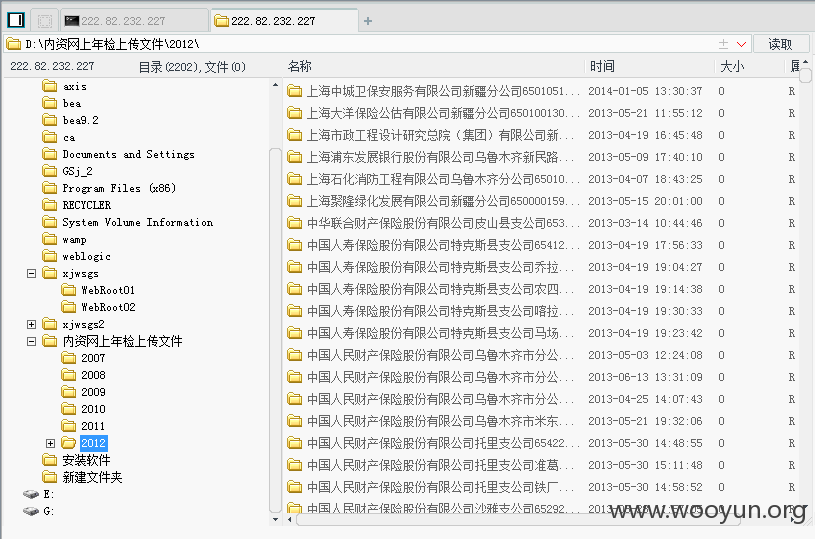 222.82.232.227
222.82.232.227
D:\内资网上年检上传文件\2012\
读取
222.82.232.227 目录(2202),文件(0)
名称 时间 大小 属
axis
bea
bea9.2
ca
Documents and Settings
GSj_2
Program Files (x86)
RECYCLER
System Volume Information
wamp
weblogic
xjwsgs
WebRoot01
WebRoot02
xjwsgs2
内资网上年检上传文件
2007
2008
2009
2010
2011
2012
安装软件
新建文件夹
E:
G:
上海中城卫保安服务有限公司新疆分公司6501051... 2014-01-05 13:30:37 0 R
上海大洋保险公估有限公司新疆分公司650100130... 2013-05-21 11:55:12 0 R
上海市政工程设计研究总院（集团）有限公司新... 2013-04-19 16:45:48 0 R
上海浦东发展银行股份有限公司乌鲁木齐新民路... 2013-05-09 17:40:10 0 R
上海石化消防工程有限公司乌鲁木齐分公司65010... 2013-04-07 18:43:25 0 R
上海聚隆绿化发展有限公司新疆分公司650000159... 2013-05-15 20:01:00 0 R
中华联合财产保险股份有限公司皮山县支公司653... 2013-03-14 10:44:46 0 R
中国人寿保险股份有限公司特克斯县支公司65412... 2013-04-19 17:56:33 0 R
中国人寿保险股份有限公司特克斯县支公司乔拉... 2013-04-19 19:04:27 0 R
中国人寿保险股份有限公司特克斯县支公司农四... 2013-04-19 19:14:38 0 R
中国人寿保险股份有限公司特克斯县支公司喀拉... 2013-04-19 19:30:33 0 R
中国人寿保险股份有限公司特克斯县支公司马场... 2013-04-19 19:23:42 0 R
中国人民财产保险股份有限公司乌鲁木齐市分公... 2013-05-03 12:24:08 0 R
中国人民财产保险股份有限公司乌鲁木齐市分公... 2013-06-13 13:31:09 0 R
中国人民财产保险股份有限公司乌鲁木齐市分公... 2013-04-25 14:07:43 0 R
中国人民财产保险股份有限公司乌鲁木齐市米东... 2013-05-21 19:32:06 0 R
中国人民财产保险股份有限公司托里支公司65422... 2013-05-30 14:48:55 0 R
中国人民财产保险股份有限公司托里支公司准葛... 2013-05-30 15:11:48 0 R
中国人民财产保险股份有限公司托里支公司铁厂... 2013-05-30 14:58:52 0 R
中国人民财产保险股份有限公司沙雅支公司65292...
www.wooyun.org